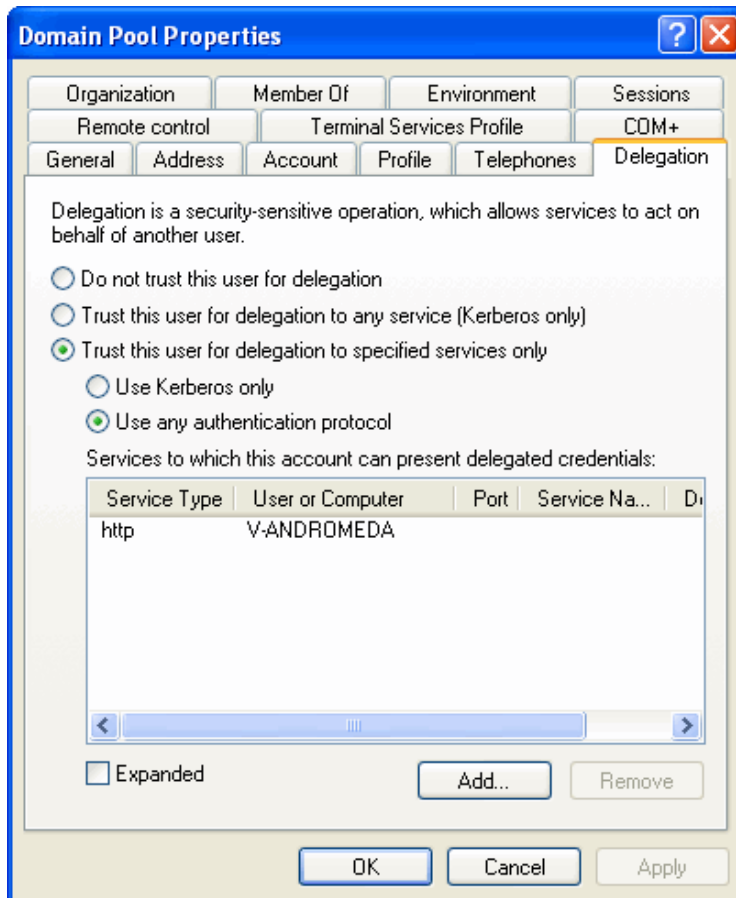 Domain Pool Properties
Organization Member Of Environment Sessions
Remote control Terminal Services Profile COM+
General Address Account Profile Telephones Delegation
Delegation is a security-sensitive operation, which allows services to act on
behalf of another user.
Do not trust this user for delegation
Trust this user for delegation to any service (Kerberos only)
Trust this user for delegation to specified services only
Use Kerberos only
Use any authentication protocol
Services to which this account can present delegated credentials:
Service Type User or Computer Port Service Na...
http V-ANDROMEDA
Expanded Add... Remove
OK Cancel Apply